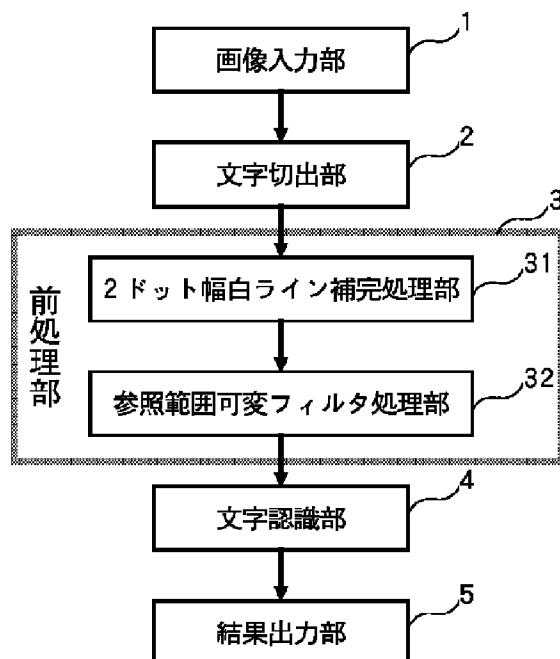 1
画像入力部
2
文字切出部
3
前処理部
31
2ドット幅白ライン補完処理部
32
参照範囲可変フィルタ処理部
4
文字認識部
5
結果出力部